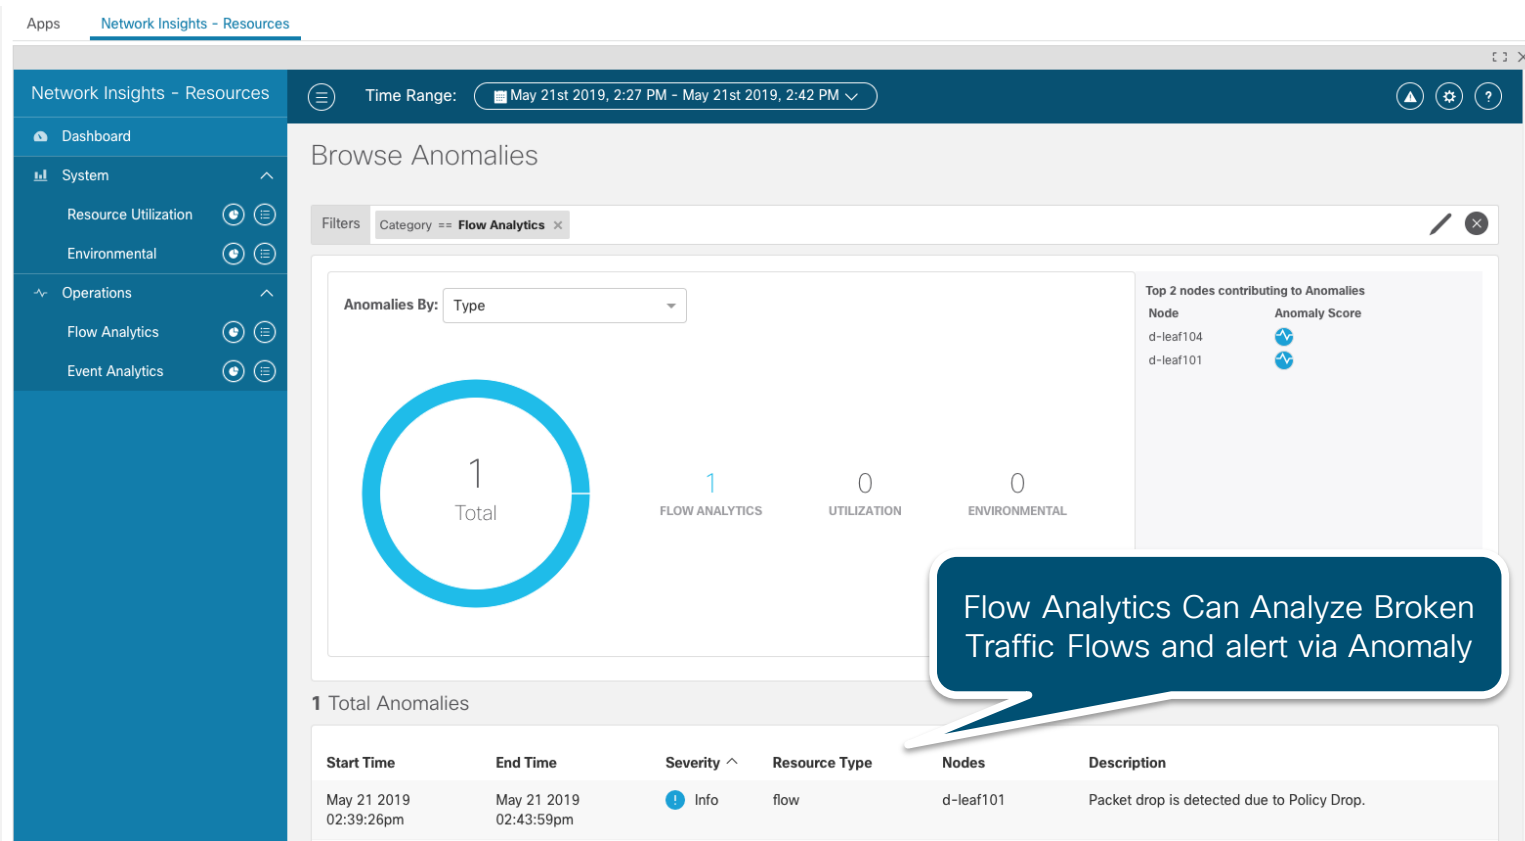 Apps Network Insights - Resources
Network Insights - Resources
Time Range: May 21st 2019, 2:27 PM - May 21st 2019, 2:42 PM
Dashboard
System
Resource Utilization
Environmental
Operations
Flow Analytics
Event Analytics
Browse Anomalies
Filters Category == Flow Analytics ×
Anomalies By: Type
1
Total
1
FLOW ANALYTICS
0
UTILIZATION
0
ENVIRONMENTAL
Top 2 nodes contributing to Anomalies
Node Anomaly Score
d-leaf104
d-leaf101
Flow Analytics Can Analyze Broken
Traffic Flows and alert via Anomaly
1 Total Anomalies
Start Time End Time Severity Resource Type Nodes Description
May 21 2019 May 21 2019 Info flow d-leaf101 Packet drop is detected due to Policy Drop.
02:39:26pm 02:43:59pm